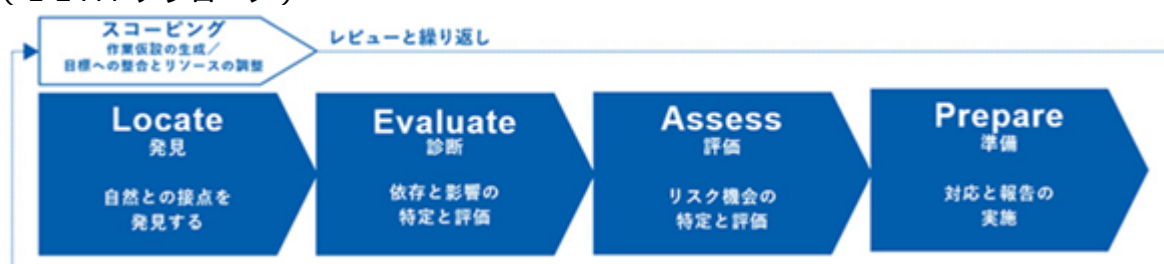 スコーピング
作業仮設の生成／
目標への整合とリソースの調整
レビューと繰り返し
Locate
発見
自然との接点を
発見する
Evaluate
診断
依存と影響の
特定と評価
Assess
評価
リスク機会の
特定と評価
Prepare
準備
対応と報告の
実施